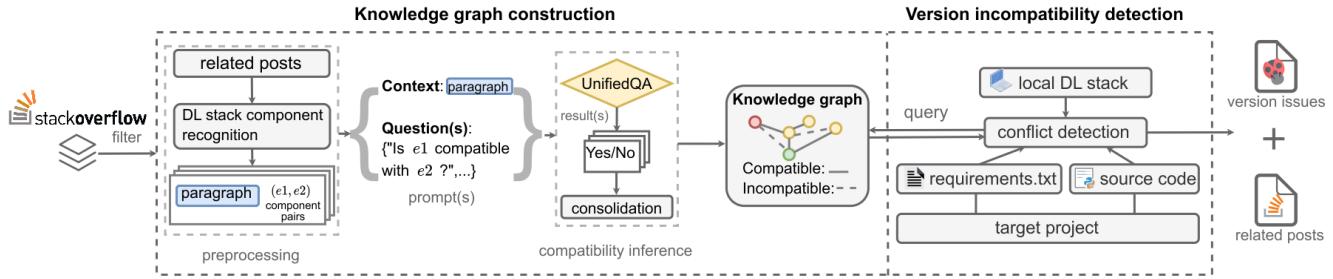 Knowledge graph construction
Version incompatibility detection
stackoverflow
filter
related posts
DL stack component
recognition
paragraph
(e1,e2)
component
pairs
preprocessing
Context: paragraph
Question(s):
{"Is e1 compatible
with e2 ?",...}
prompt(s)
UnifiedQA
result(s)
Yes/No
consolidation
compatibility inference
Knowledge graph
Compatible:
Incompatible:
query
local DL stack
conflict detection
requirements.txt
source code
target project
version issues
+
related posts